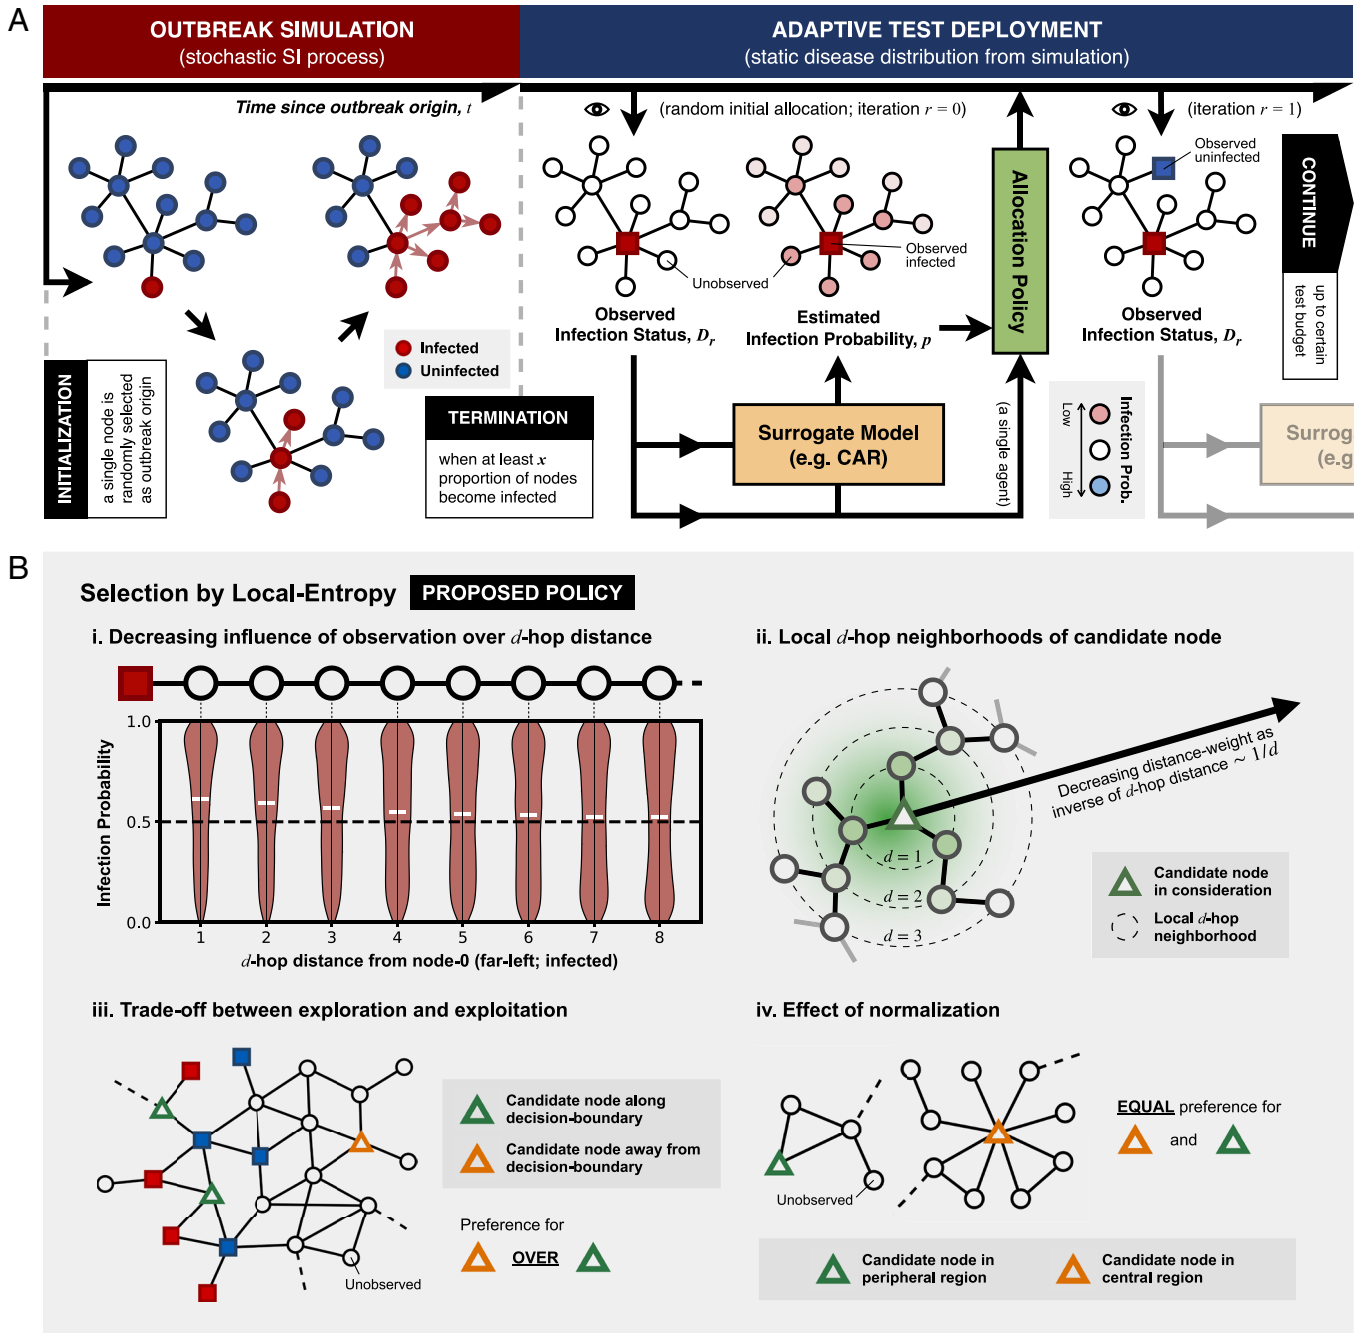 A
OUTBREAK SIMULATION
(stochastic SI process)
ADAPTIVE TEST DEPLOYMENT
(static disease distribution from simulation)
Time since outbreak origin, t
(random initial allocation; iteration r = 0)
(iteration r = 1)
Observed
uninfected
Observed
infected
Unobserved
Allocation Policy
CONTINUE
up to certain
test budget
Observed
Infection Status, Dr
Estimated
Infection Probability, p
Observed
Infection Status, Dr
INITIALIZATION
a single node is
randomly selected
as outbreak origin
Infected
Uninfected
TERMINATION
when at least x
proportion of nodes
become infected
Surrogate Model
(e.g. CAR)
(a single agent)
Low
High
Infection Prob.
Surroga
(e.g
B
Selection by Local-Entropy PROPOSED POLICY
i. Decreasing influence of observation over d-hop distance
Infection Probability
1.0
0.5
0.0
1 2 3 4 5 6 7 8
d-hop distance from node-0 (far-left; infected)
ii. Local d-hop neighborhoods of candidate node
Decreasing distance-weight as
inverse of d-hop distance ~ 1/d
d = 1
d = 2
d = 3
Candidate node
in consideration
Local d-hop
neighborhood
iii. Trade-off between exploration and exploitation
Candidate node along
decision-boundary
Candidate node away from
decision-boundary
Preference for
OVER
Unobserved
iv. Effect of normalization
EQUAL preference for
and
Unobserved
Candidate node in
peripheral region
Candidate node in
central region